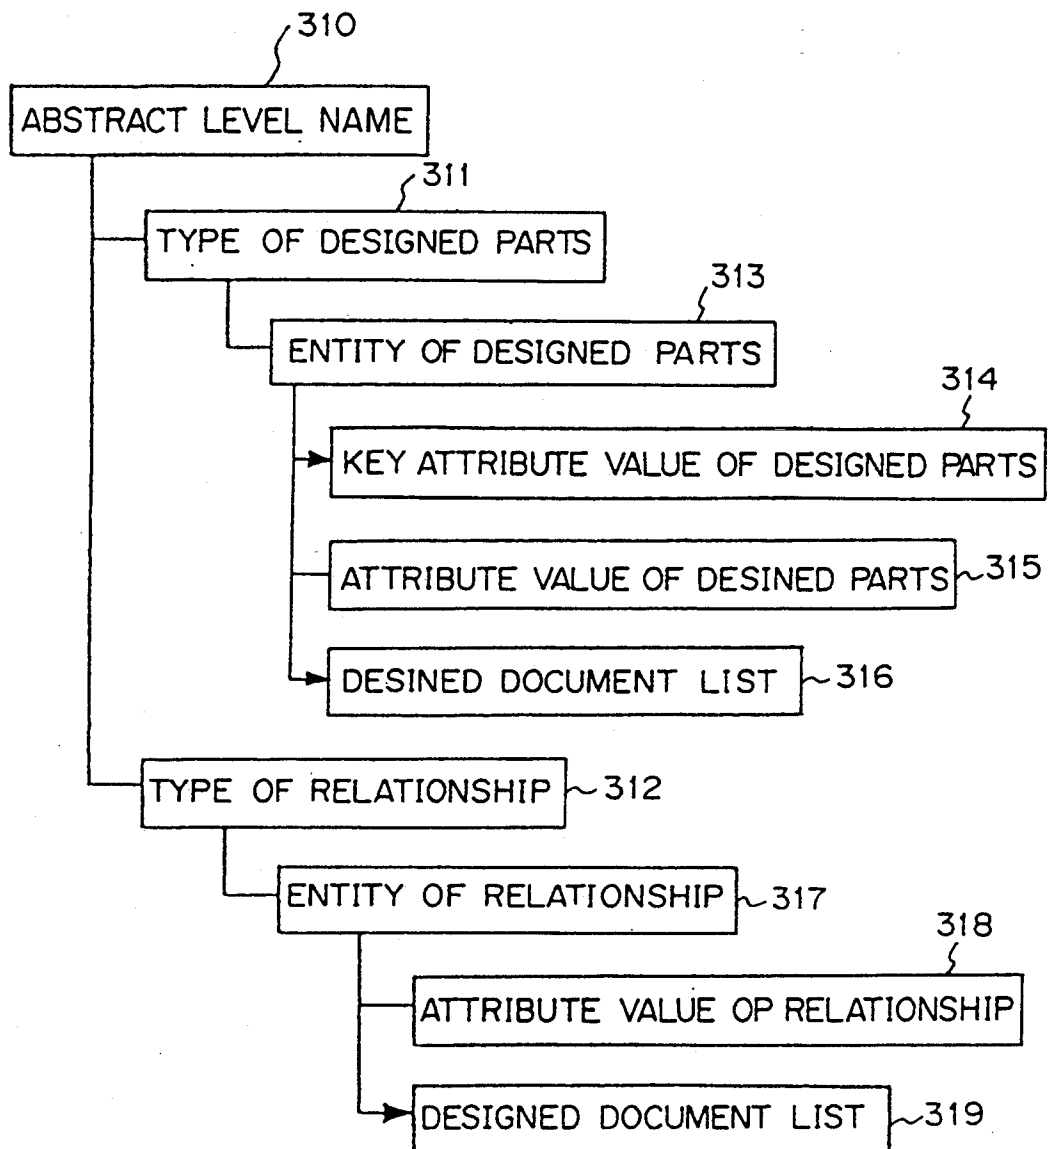 310
ABSTRACT LEVEL NAME
311
TYPE OF DESIGNED PARTS
313
ENTITY OF DESIGNED PARTS
314
KEY ATTRIBUTE VALUE OF DESIGNED PARTS
ATTRIBUTE VALUE OF DESINED PARTS 315
DESINED DOCUMENT LIST 316
TYPE OF RELATIONSHIP 312
ENTITY OF RELATIONSHIP 317
318
ATTRIBUTE VALUE OP RELATIONSHIP
DESIGNED DOCUMENT LIST 319